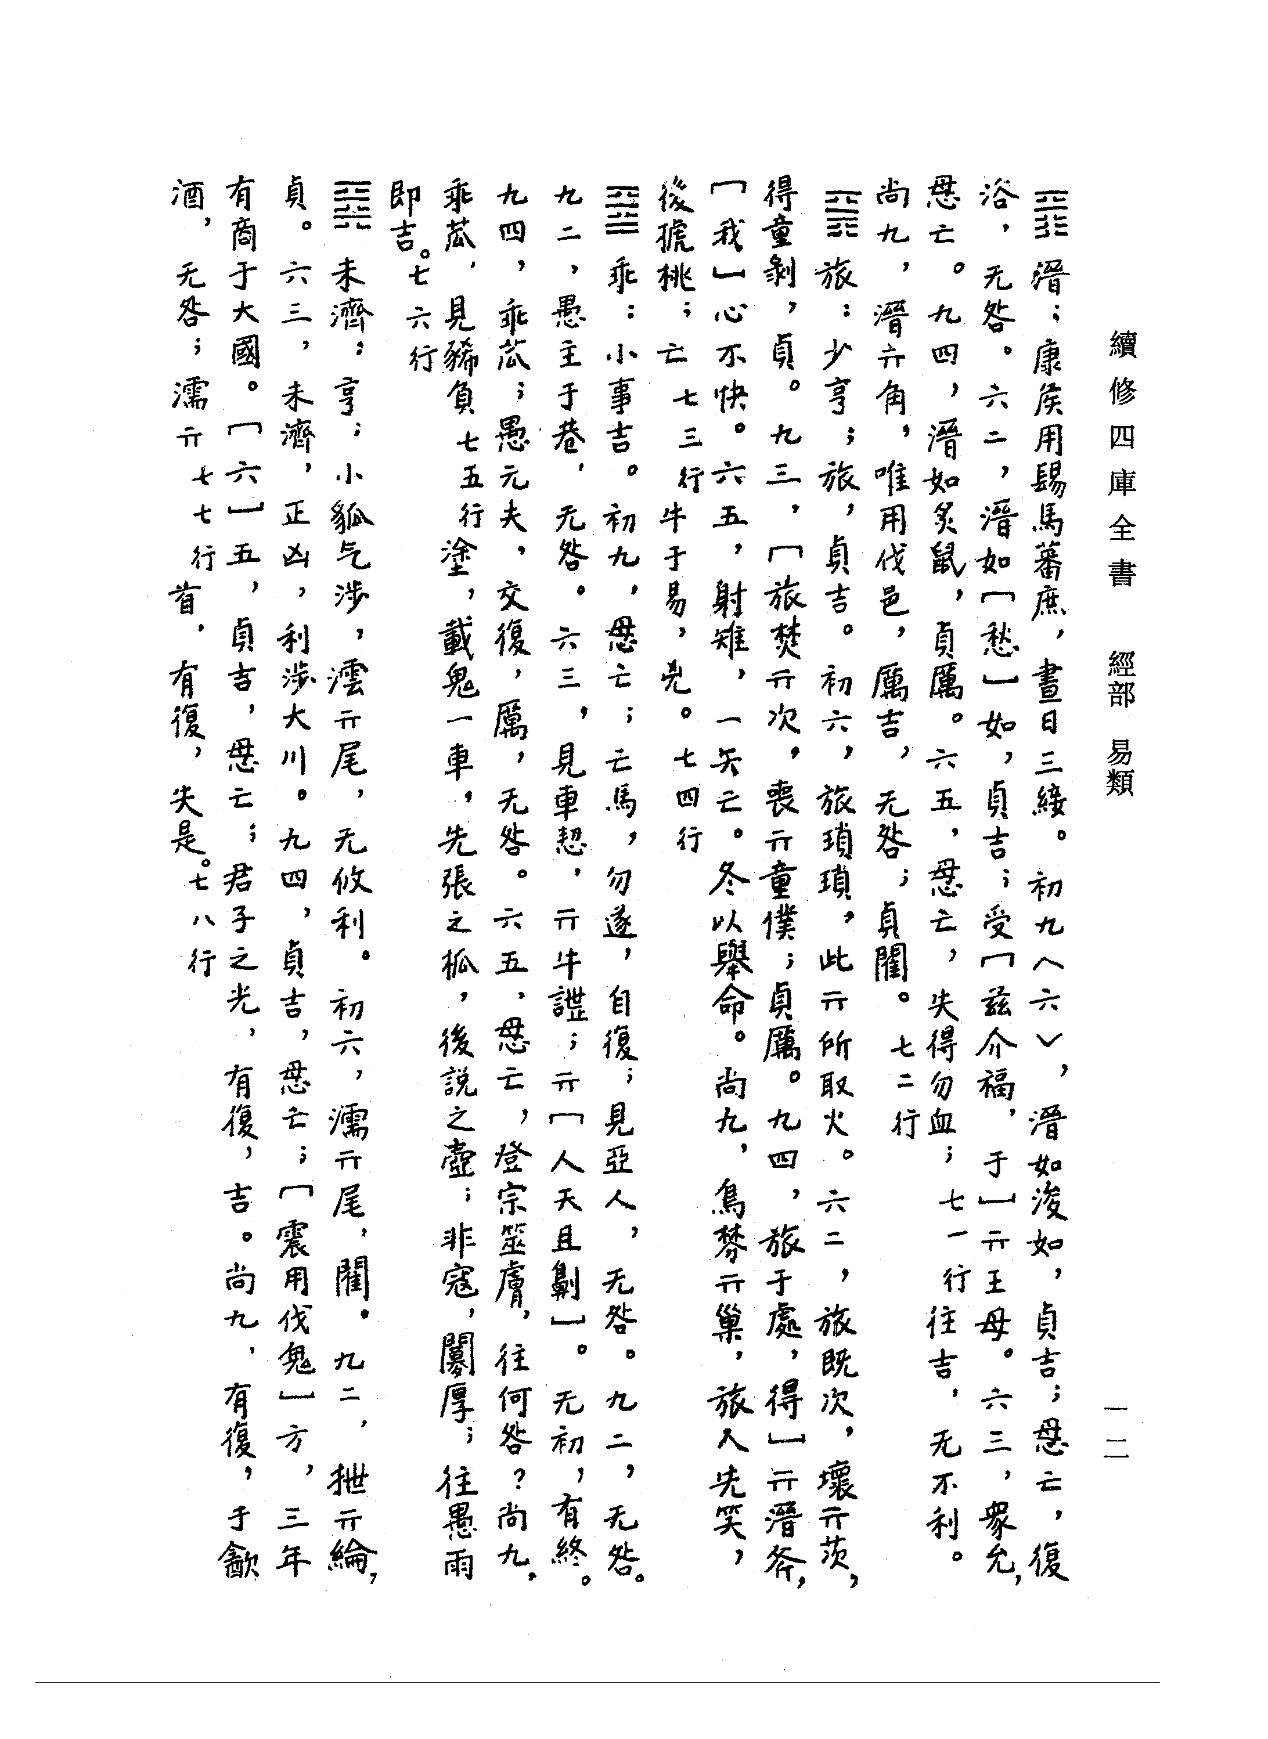 續修四庫全書 經部 易類
一二
䷢溍；康侯用賜馬蕃庶，晝日三緩。初九〈六〉，溍如浚如，貞吉；悬亡，復
浴，无咎。六二，溍如［愁］如，貞吉；受［茲介福，于］亓王母。六三，衆允，
悬亡。九四，溍如炙鼠，貞厲。六五，悬亡，失得勿血；七一行往吉，无不利。
尚九，溍亓角，唯用伐邑，厲吉，无咎；貞閵。七二行
䷷旅：少亨；旅，貞吉。初六，旅瑣瑣，此亓所取火。六二，旅既次，壞亓茨，
得童剝，貞。九三，［旅焚亓次，喪亓童僕；貞厲。九四，旅于處，得］亓溍斧，
［我］心不快。六五，射雉，一矢亡。冬以舉命。尚九，鳥棼亓巢，旅人先笑，
後㧾桃；亡七三行牛于易，兇。七四行
䷥乖：小事吉。初九，悬亡；亡馬，勿遂，自復；見亞人，无咎。九二，无咎。
九二，愚主于巷，无咎。六三，見車恝，亓牛䜴；亓［人天且劓］。无初，有終。
九四，乖苽；愚元夫，交復，厲，无咎。六五，悬亡，登宗筮膚，往何咎？尚九，
乖苽，見豨負七五行塗，載鬼一車，先張之柧，後說之壺；非寇，闅厚；往愚雨
即吉。七六行
䷿未濟：亨；小狐气涉，澐亓尾，无攸利。初六，濡亓尾，閵。九二，抴亓綸，
貞。六三，未濟，正凶，利涉大川。九四，貞吉，悬亡；［震用伐鬼］方，三年
有商于大國。［六］五，貞吉，悬亡；君子之光，有復，吉。尚九，有復，于歓
酒，无咎；濡亓七七行首，有復，失是。七八行